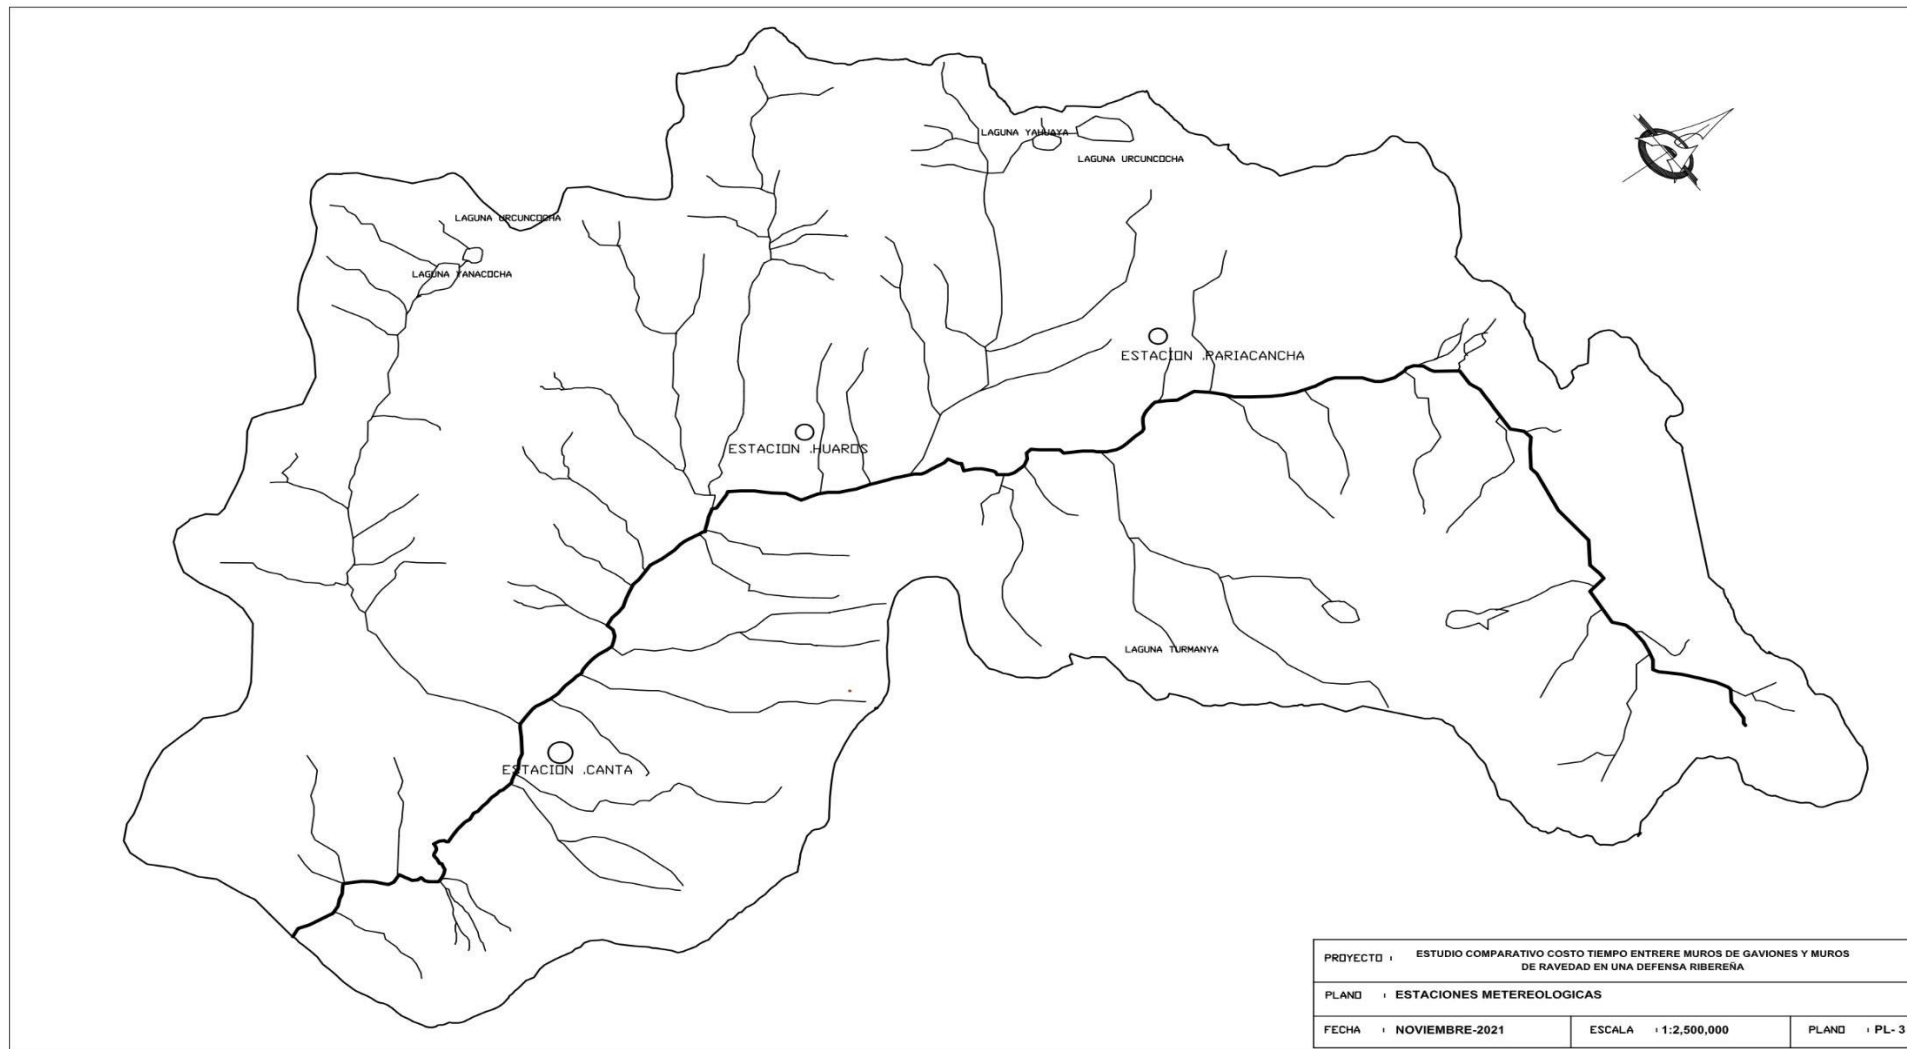 LAGUNA YAHUAYA
LAGUNA URCUNCOCHA
LAGUNA URCUNCOCHA
LAGUNA YANACOCHA
ESTACION .PARIACANCHA
ESTACION .HUAROS
LAGUNA TURMANYA
ESTACION .CANTA
PROYECTO : ESTUDIO COMPARATIVO COSTO TIEMPO ENTRERE MUROS DE GAVIONES Y MUROS
DE RAVEDAD EN UNA DEFENSA RIBEREÑA
PLANO : ESTACIONES METEREOLOGICAS
FECHA : NOVIEMBRE-2021 ESCALA : 1:2,500,000 PLANO : PL- 3